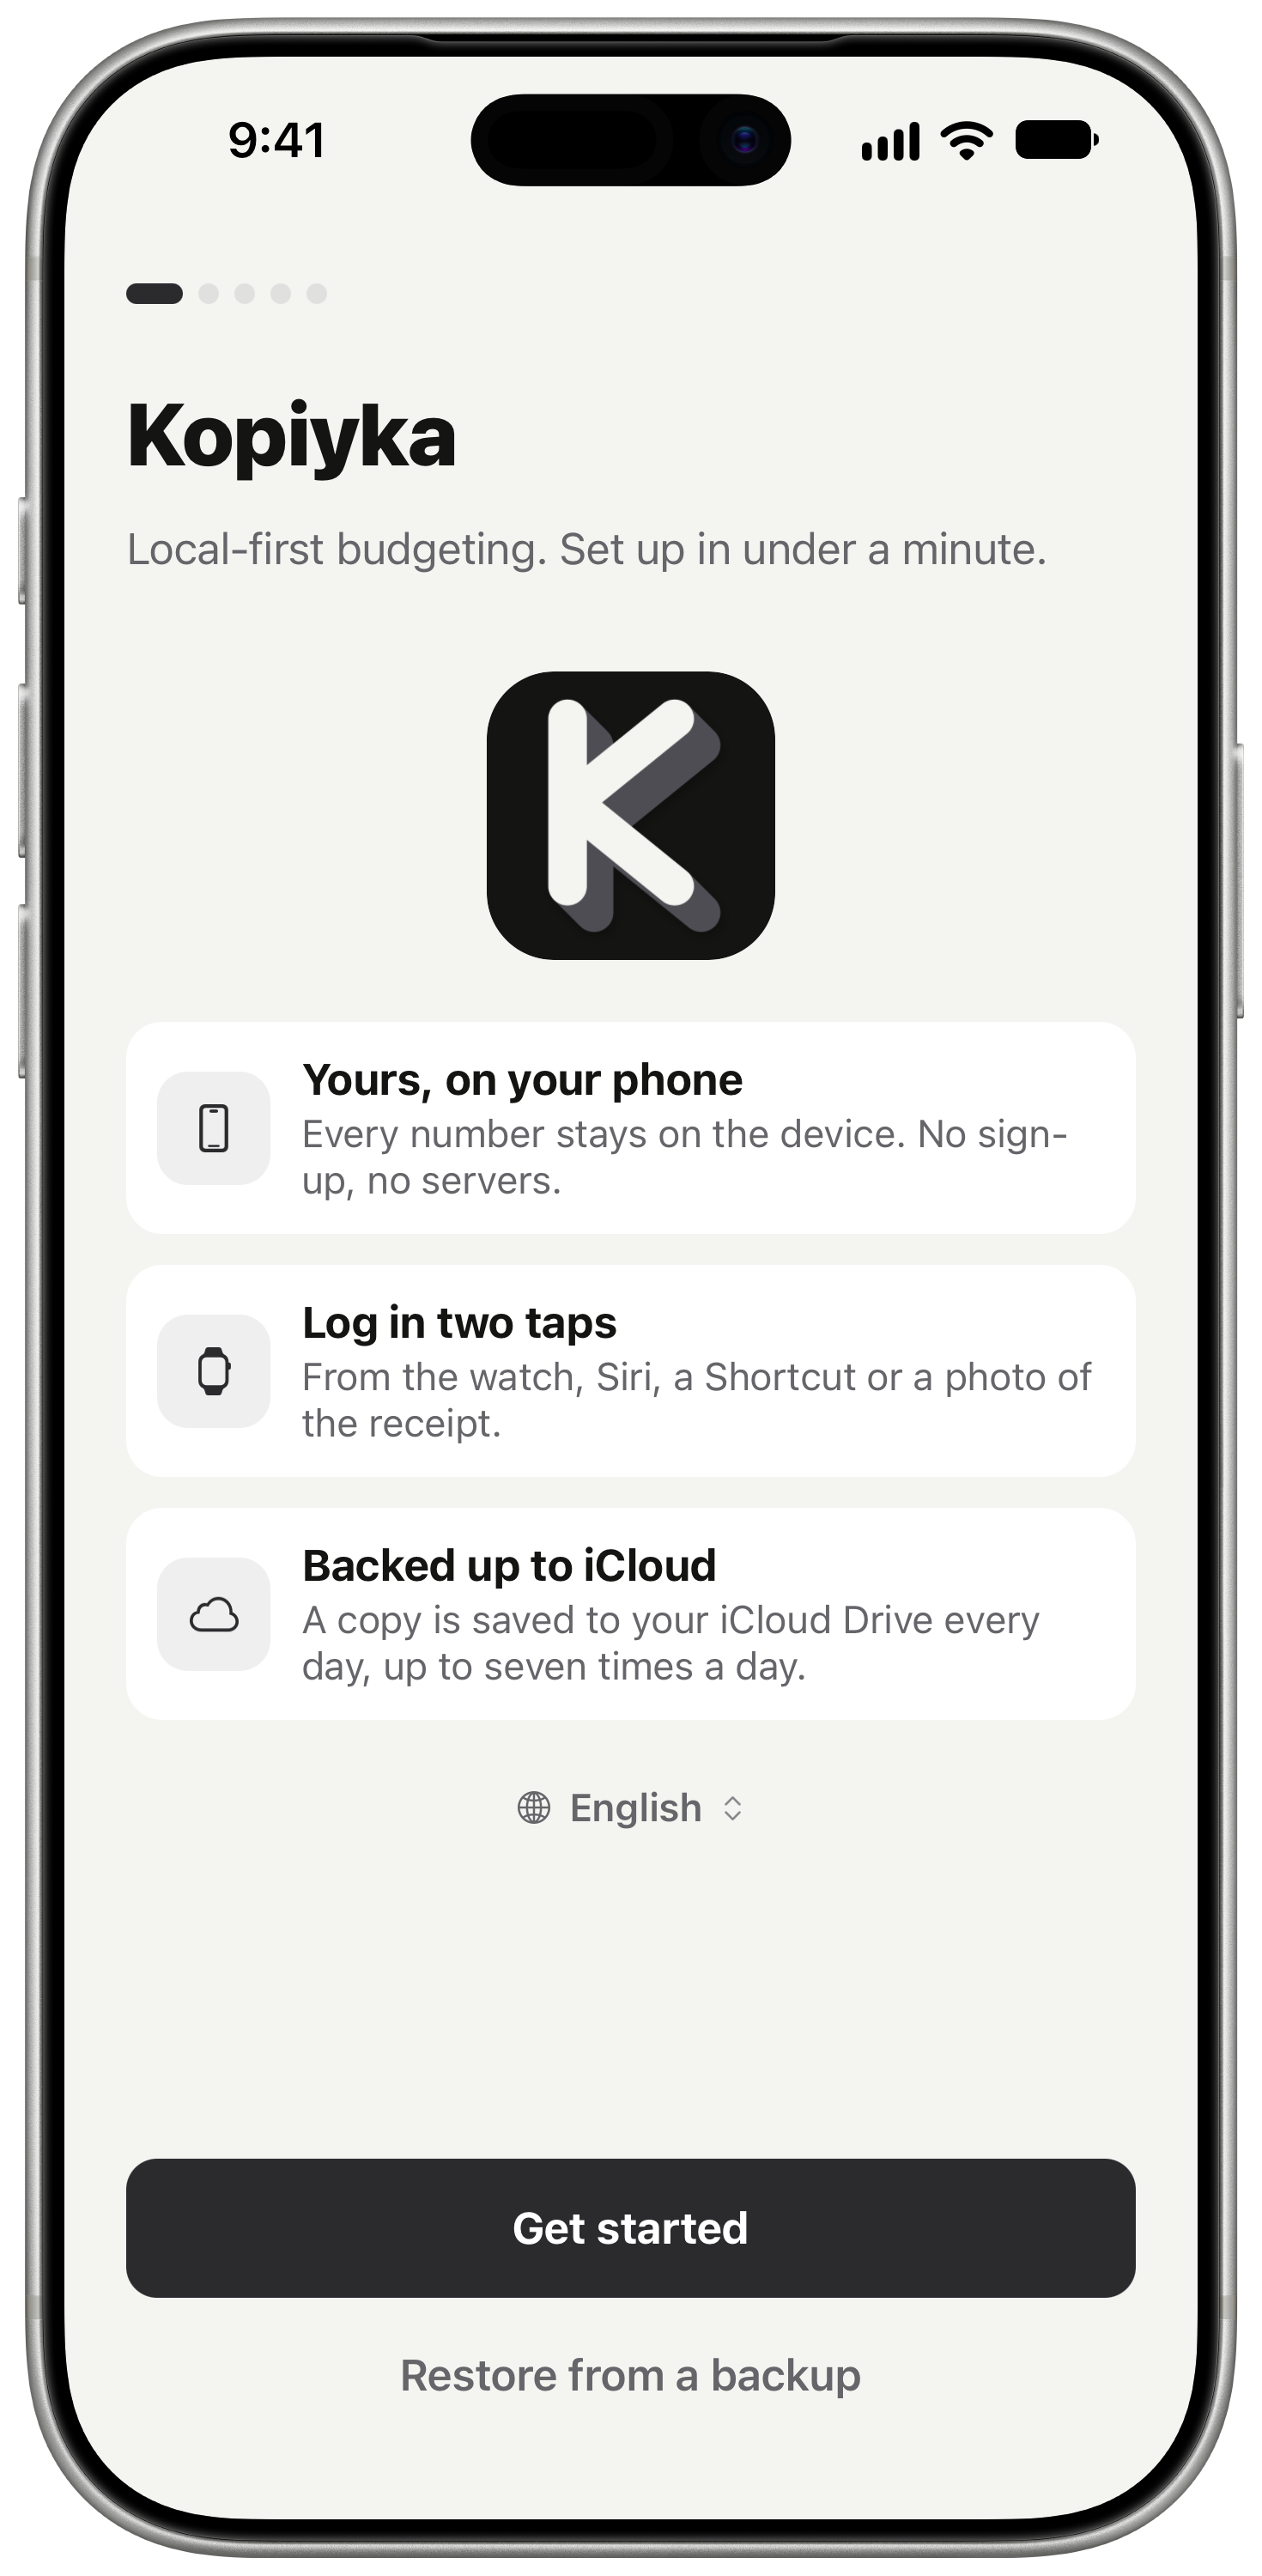 9:41
Kopiyka
Local-first budgeting. Set up in under a minute.
K
Yours, on your phone
Every number stays on the device. No sign-
up, no servers.
Log in two taps
From the watch, Siri, a Shortcut or a photo of
the receipt.
Backed up to iCloud
A copy is saved to your iCloud Drive every
day, up to seven times a day.
English
Get started
Restore from a backup